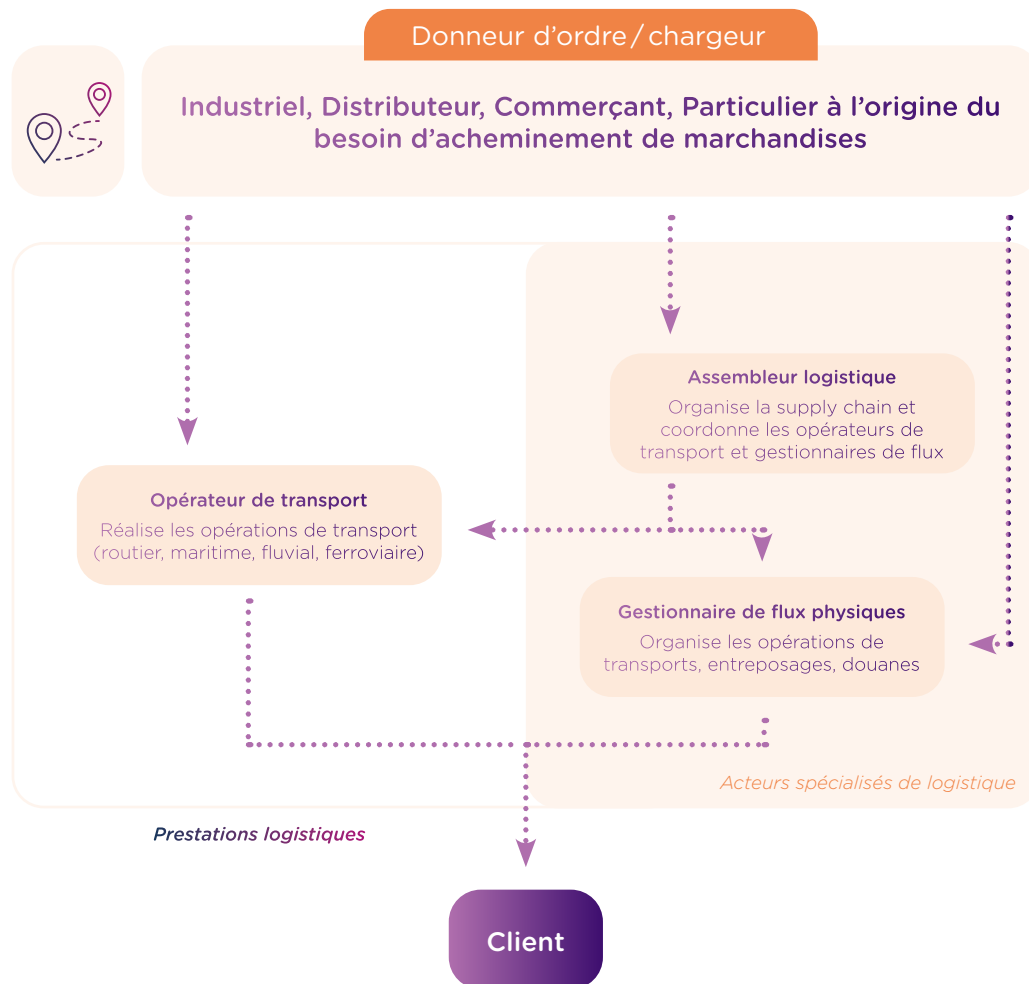 Donneur d’ordre / chargeur
Industriel, Distributeur, Commerçant, Particulier à l’origine du
besoin d’acheminement de marchandises
Assembleur logistique
Organise la supply chain et
coordonne les opérateurs de
transport et gestionnaires de flux
Opérateur de transport
Réalise les opérations de transport
(routier, maritime, fluvial, ferroviaire)
Gestionnaire de flux physiques
Organise les opérations de
transports, entreposages, douanes
Acteurs spécialisés de logistique
Prestations logistiques
Client